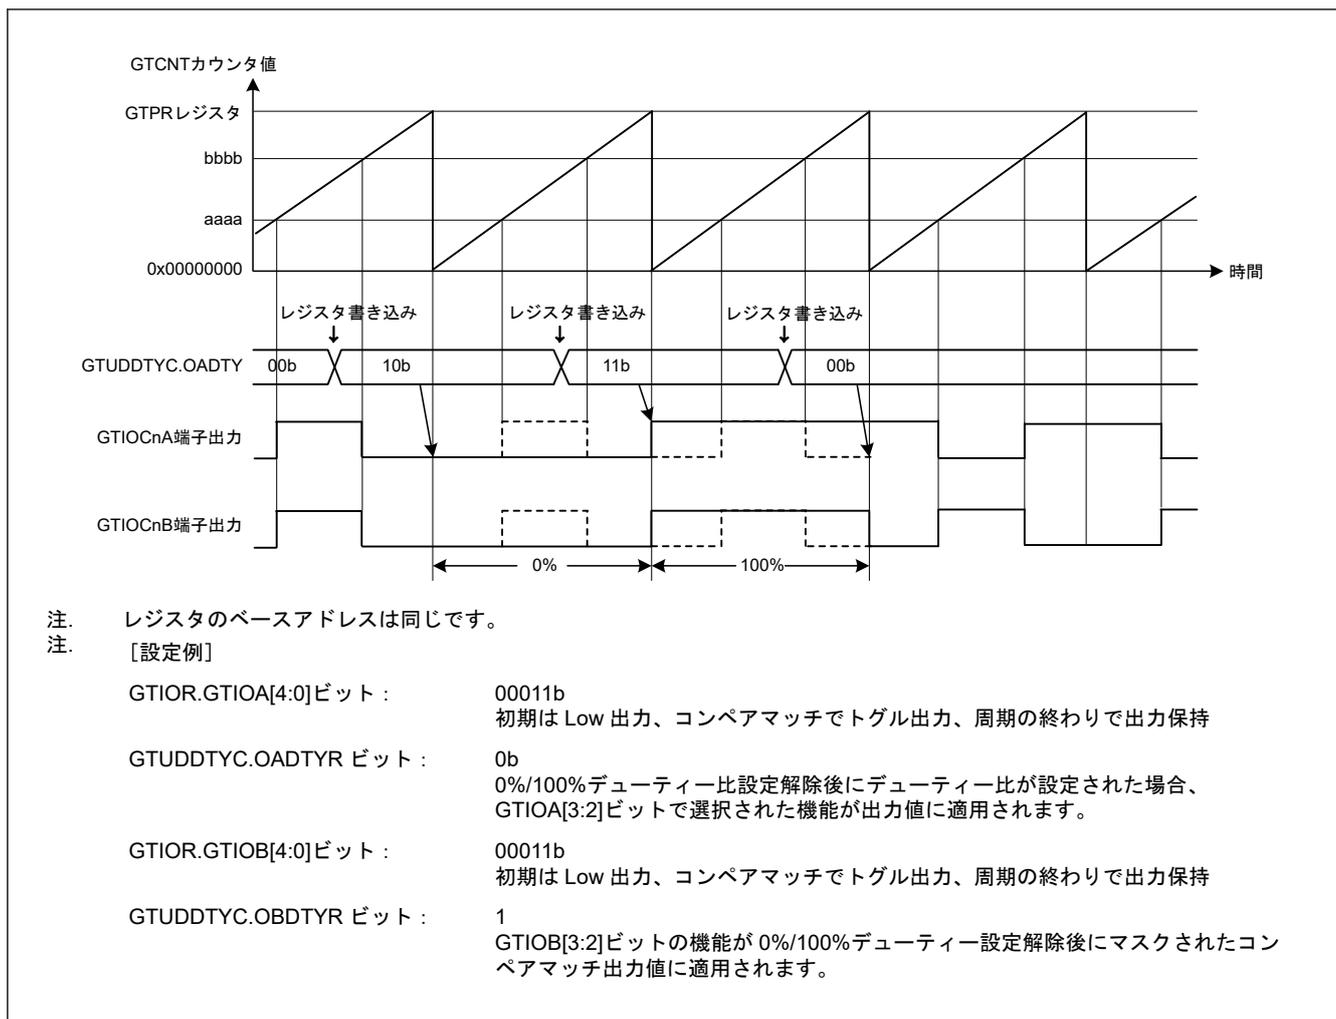 GTCNTカウンタ値
GTPRレジスタ
bbbb
aaaa
0x00000000
時間
レジスタ書き込み
レジスタ書き込み
レジスタ書き込み
GTUDDTYC.OADTY
00b
10b
11b
00b
GTIOCnA端子出力
GTIOCnB端子出力
0%
100%
注. レジスタのベースアドレスは同じです。
注. [設定例]
GTIOR.GTIOA[4:0]ビット: 00011b
初期は Low 出力、コンペアマッチでトグル出力、周期の終わりで出力保持
GTUDDTYC.OADTYR ビット: 0b
0%/100%デューティー比設定解除後にデューティー比が設定された場合、
GTIOA[3:2]ビットで選択された機能が出力値に適用されます。
GTIOR.GTIOB[4:0]ビット: 00011b
初期は Low 出力、コンペアマッチでトグル出力、周期の終わりで出力保持
GTUDDTYC.OBDTYR ビット: 1
GTIOB[3:2]ビットの機能が 0%/100%デューティー設定解除後にマスクされたコン
ペアマッチ出力値に適用されます。